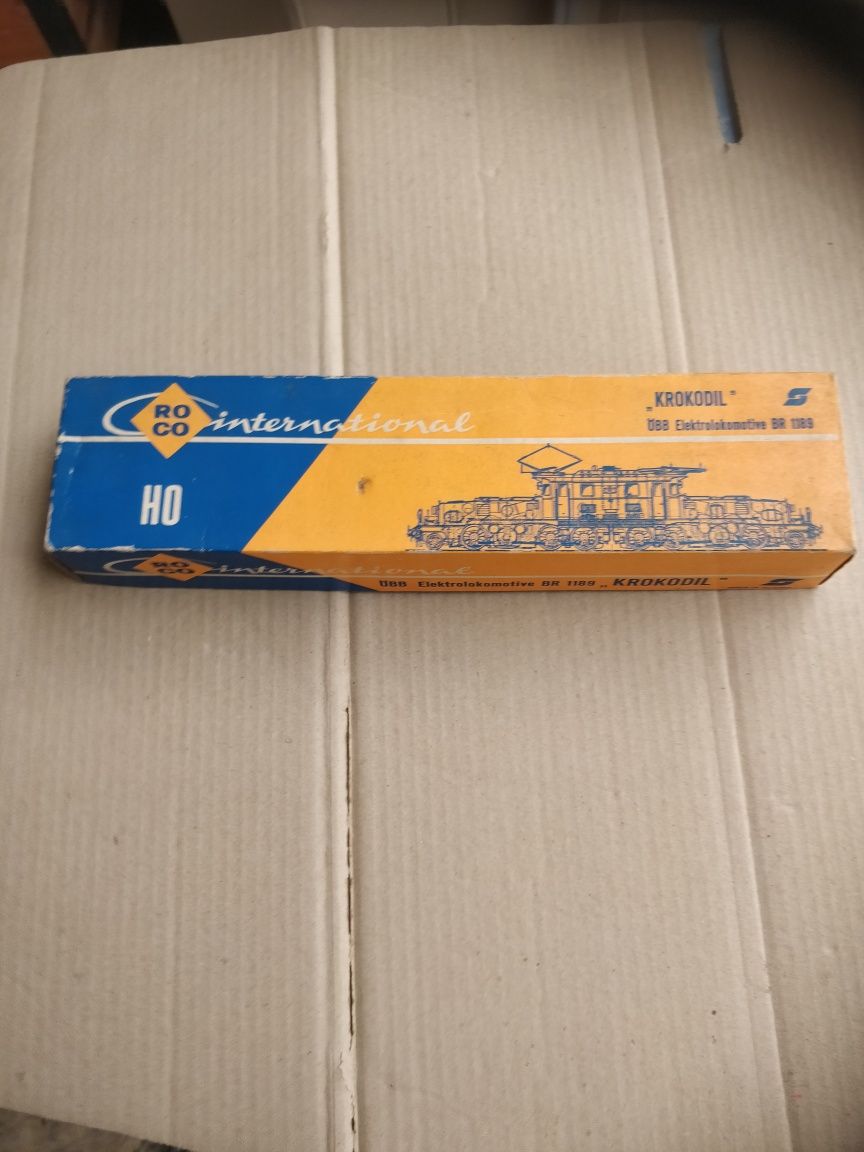 RO
CO
international
„KROKODIL”
ÖBB Elektrolokomotive BR 1189
HO
RO
CO
international
ÖBB Elektrolokomotive BR 1189 „KROKODIL”